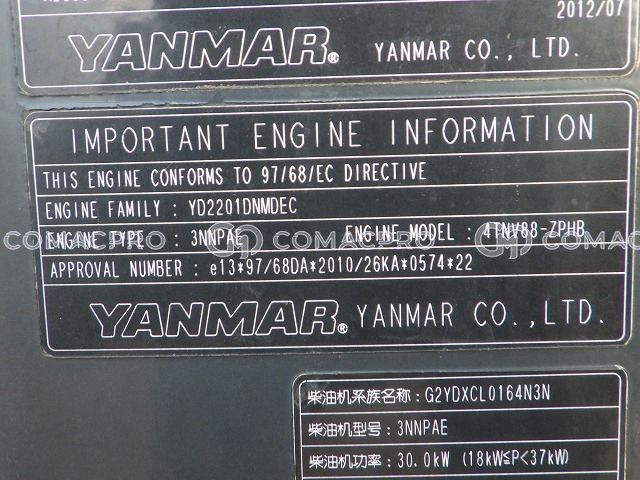 2012/07
YANMAR® YANMAR CO., LTD.
IMPORTANT ENGINE INFORMATION
THIS ENGINE CONFORMS TO 97/68/EC DIRECTIVE
ENGINE FAMILY : YD2201DNMDEC
ENGINE TYPE : 3NNPAE ENGINE MODEL : 4TNV88-ZPHB
COMACPRO COMACPRO COMACPRO
APPROVAL NUMBER : e13*97/68DA*2010/26KA*0574*22
YANMAR® YANMAR CO., LTD.
柴油机系族名称: G2YDXCL0164N3N
柴油机型号: 3NNPAE
柴油机功率: 30.0kW (18kW≦P<37kW)